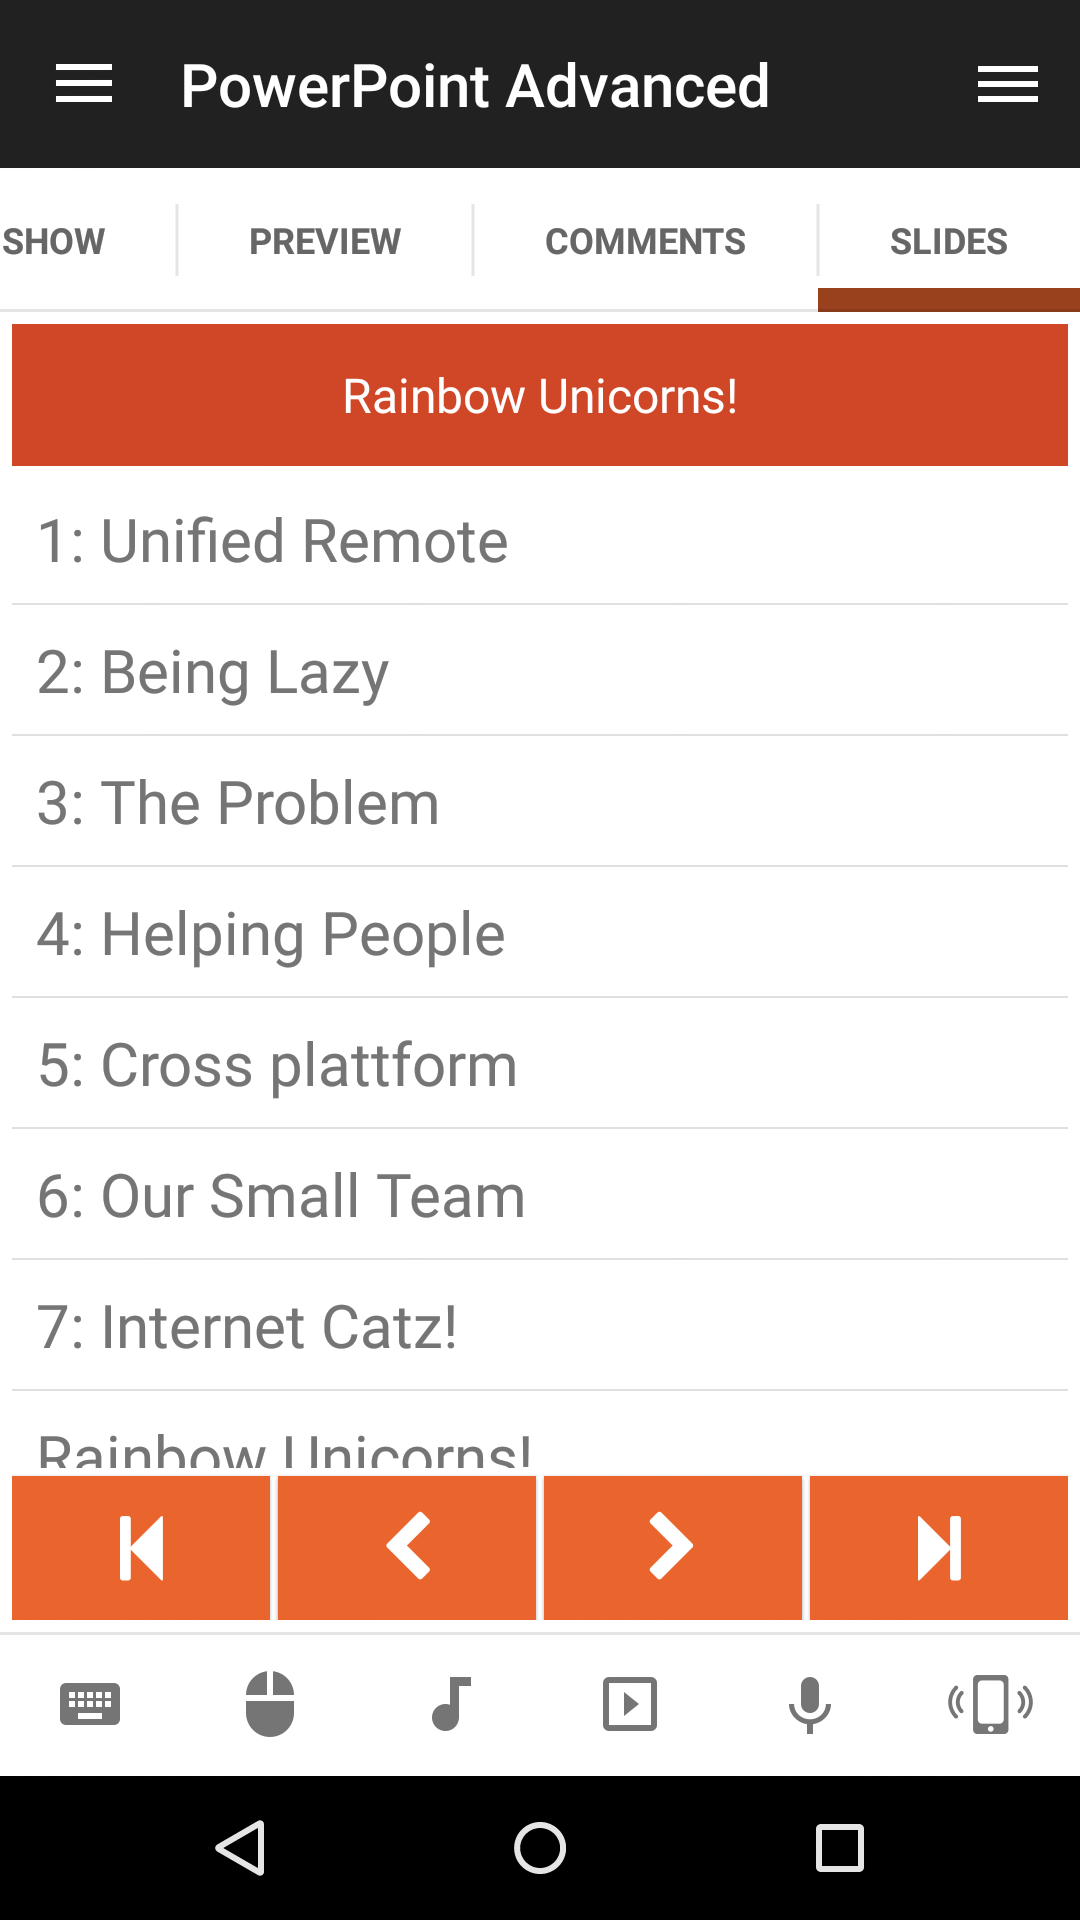 PowerPoint Advanced
SHOW PREVIEW COMMENTS SLIDES
Rainbow Unicorns!
1: Unified Remote
2: Being Lazy
3: The Problem
4: Helping People
5: Cross plattform
6: Our Small Team
7: Internet Catz!
Rainbow Unicorns!